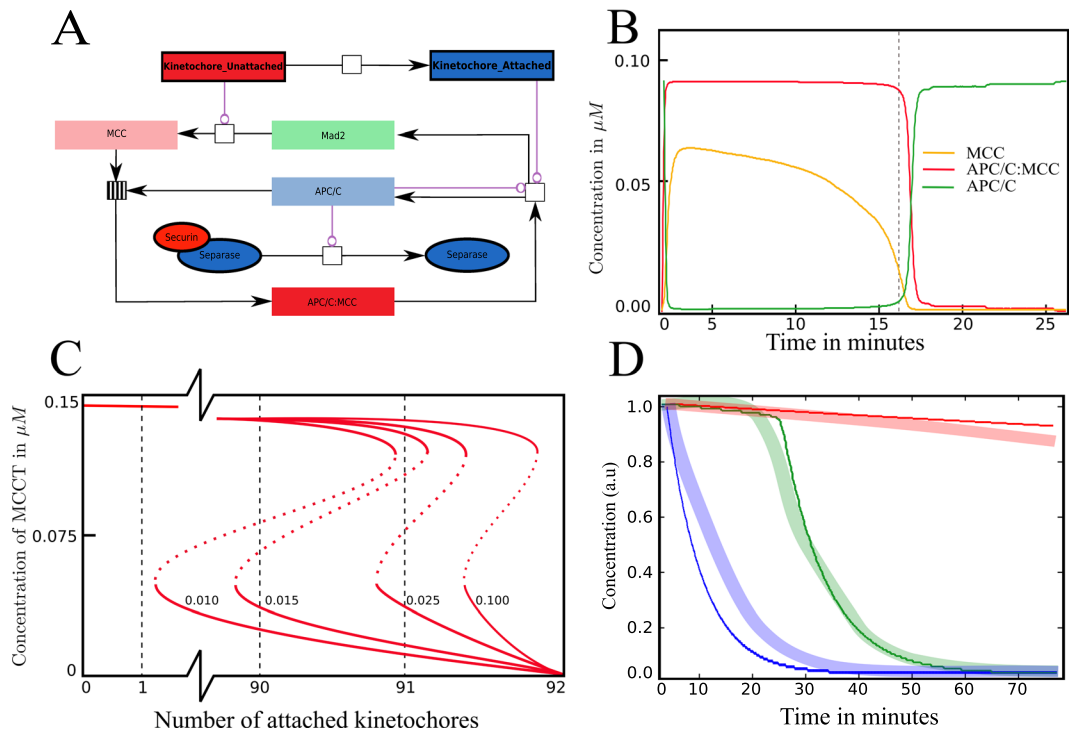 A
Kinetochore_Unattached
Kinetochore_Attached
MCC
Mad2
APC/C
Securin
Separase
Separase
APC/C:MCC
B
Concentration in μM
0.10
0.05
0.00
MCC
APC/C:MCC
APC/C
0 5 10 15 20 25
Time in minutes
C
Concentration of MCCT in μM
0.15
0.075
0
0.010 0.015 0.025 0.100
0 1 90 91 92
Number of attached kinetochores
D
Concentration (a.u)
1.0
0.8
0.6
0.4
0.2
0.0
0 10 20 30 40 50 60 70
Time in minutes